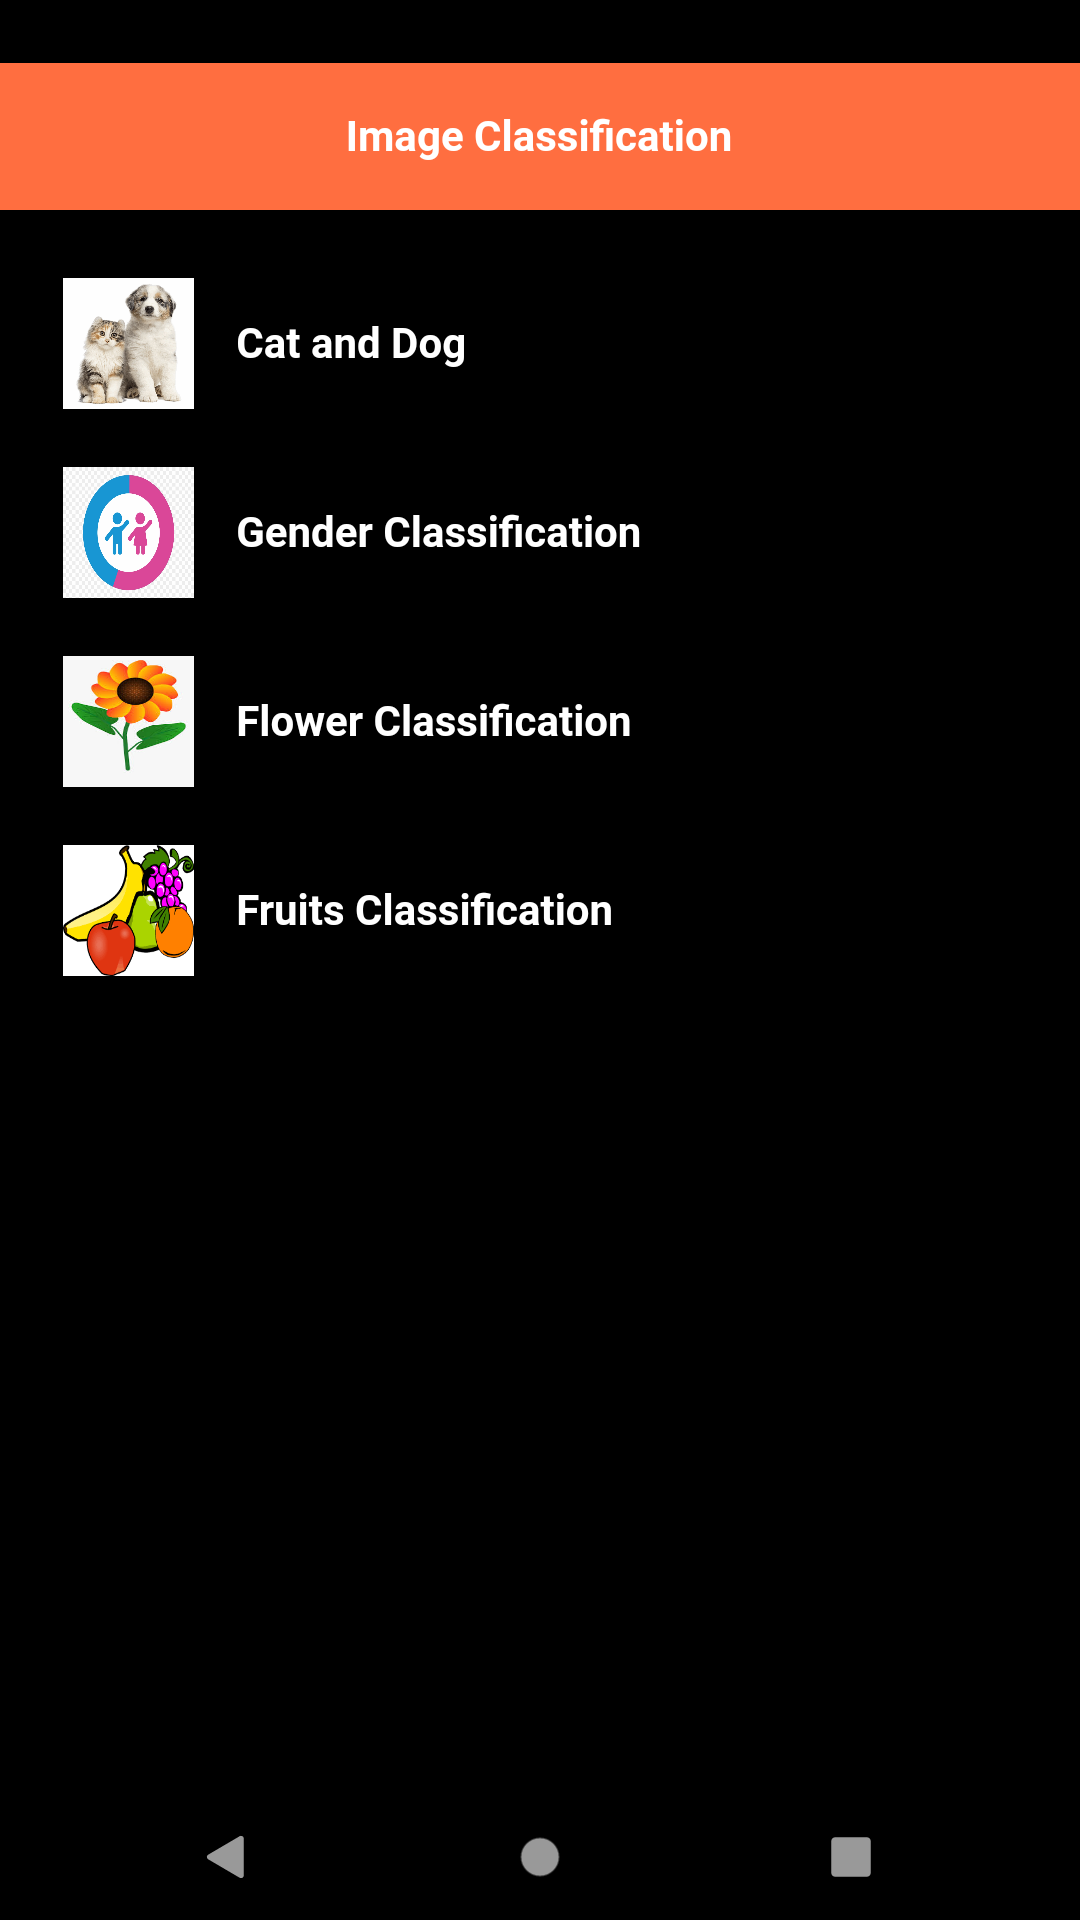 Image Classification
Cat and Dog
Gender Classification
Flower Classification
Fruits Classification